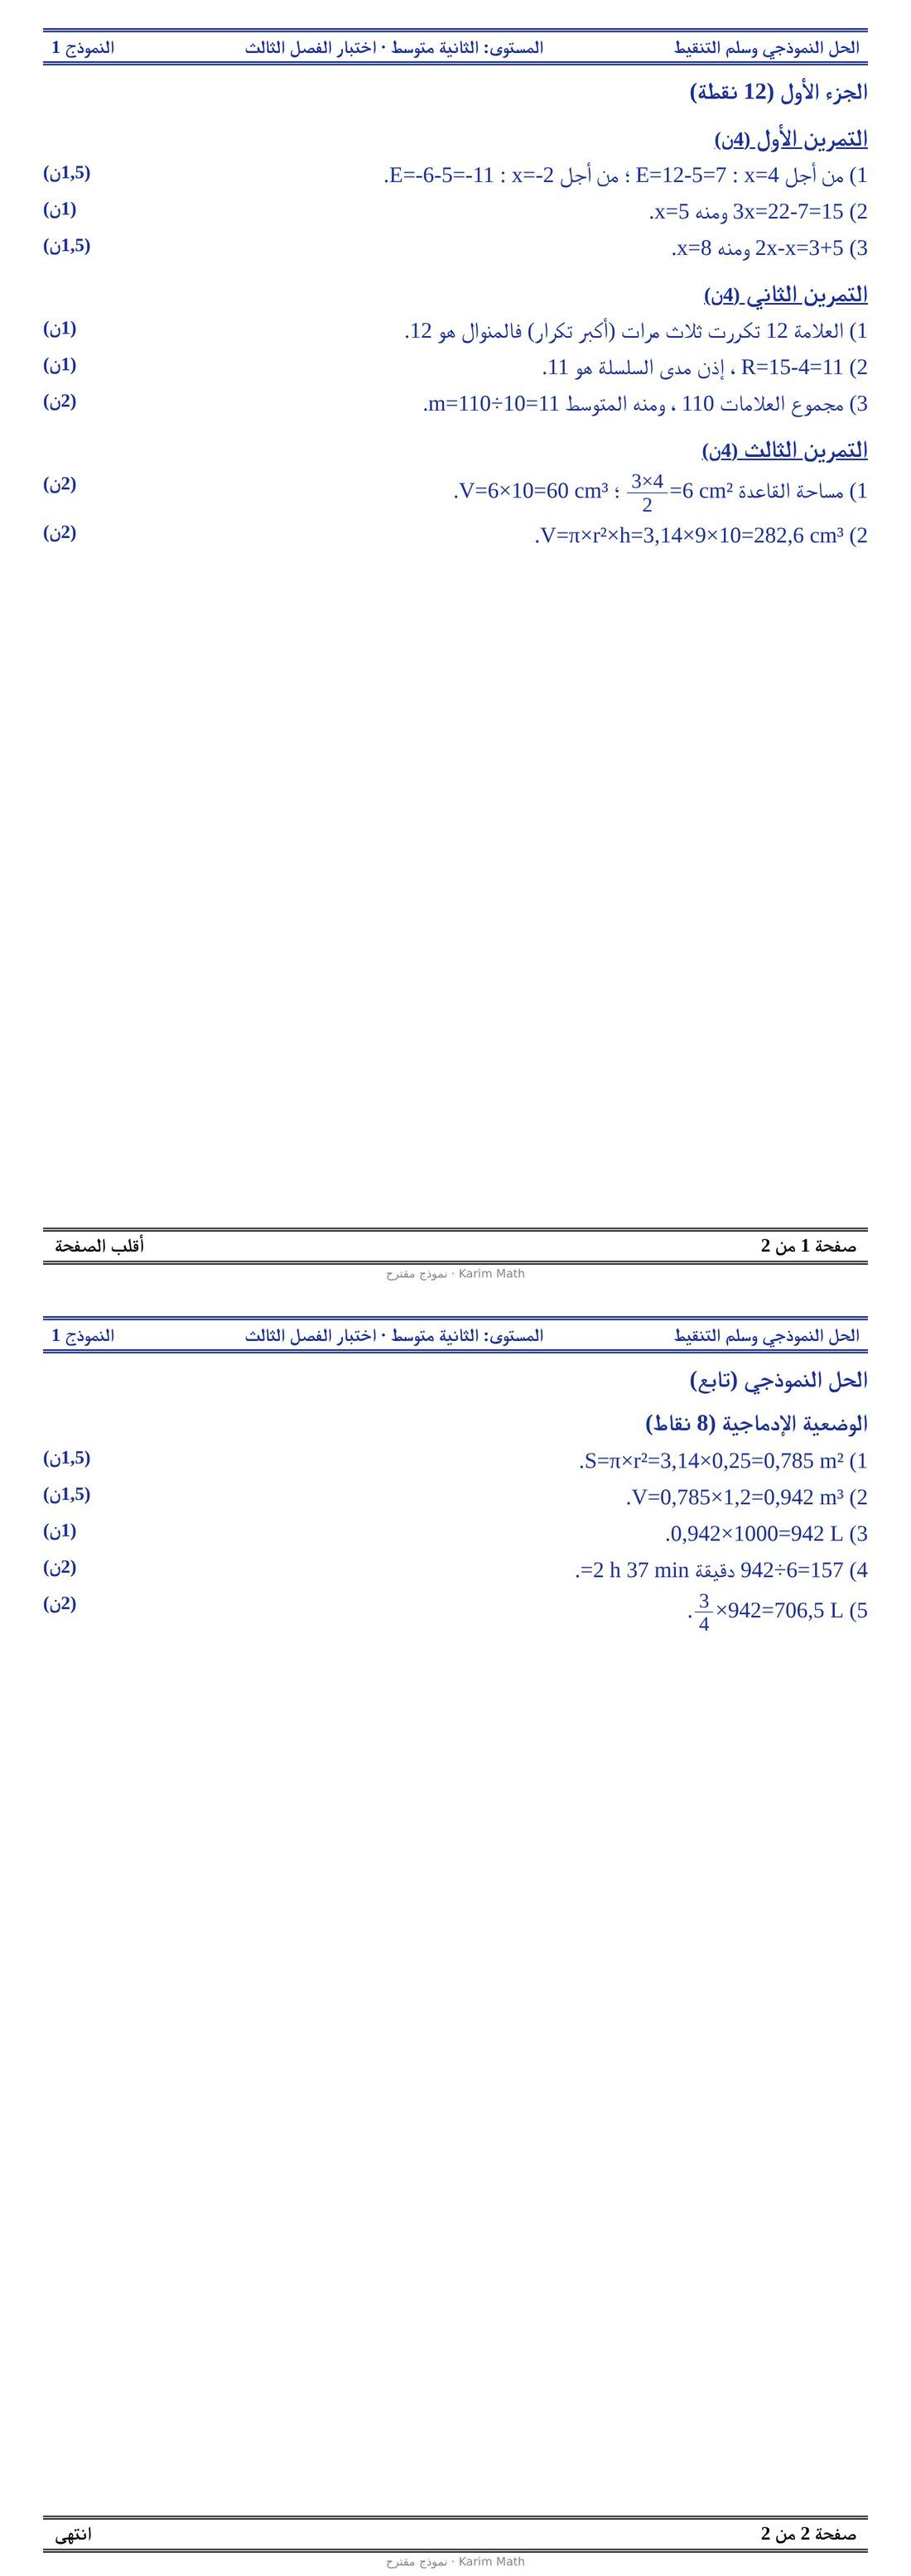 الحل النموذجي وسلم التنقيط المستوى: الثانية متوسط · اختبار الفصل الثالث النموذج 1
الجزء الأول (12 نقطة)
التمرين الأول (4ن)
1) من أجل x=4 : E=12-5=7 ؛ من أجل x=-2 : E=-6-5=-11. (1,5ن)
2) 3x=22-7=15 ومنه x=5. (1ن)
3) 2x-x=3+5 ومنه x=8. (1,5ن)
التمرين الثاني (4ن)
1) العلامة 12 تكررت ثلاث مرات (أكبر تكرار) فالمنوال هو 12. (1ن)
2) R=15-4=11 ، إذن مدى السلسلة هو 11. (1ن)
3) مجموع العلامات 110 ، ومنه المتوسط m=110÷10=11. (2ن)
التمرين الثالث (4ن)
1) مساحة القاعدة 3×4/2=6 cm² ؛ V=6×10=60 cm³. (2ن)
2) V=π×r²×h=3,14×9×10=282,6 cm³. (2ن)
صفحة 1 من 2 أقلب الصفحة
Karim Math · نموذج مقترح
الحل النموذجي وسلم التنقيط المستوى: الثانية متوسط · اختبار الفصل الثالث النموذج 1
الحل النموذجي (تابع)
الوضعية الإدماجية (8 نقاط)
1) S=π×r²=3,14×0,25=0,785 m². (1,5ن)
2) V=0,785×1,2=0,942 m³. (1,5ن)
3) 0,942×1000=942 L. (1ن)
4) 942÷6=157 دقيقة =2 h 37 min. (2ن)
5) 3/4×942=706,5 L. (2ن)
صفحة 2 من 2 انتهى
Karim Math · نموذج مقترح